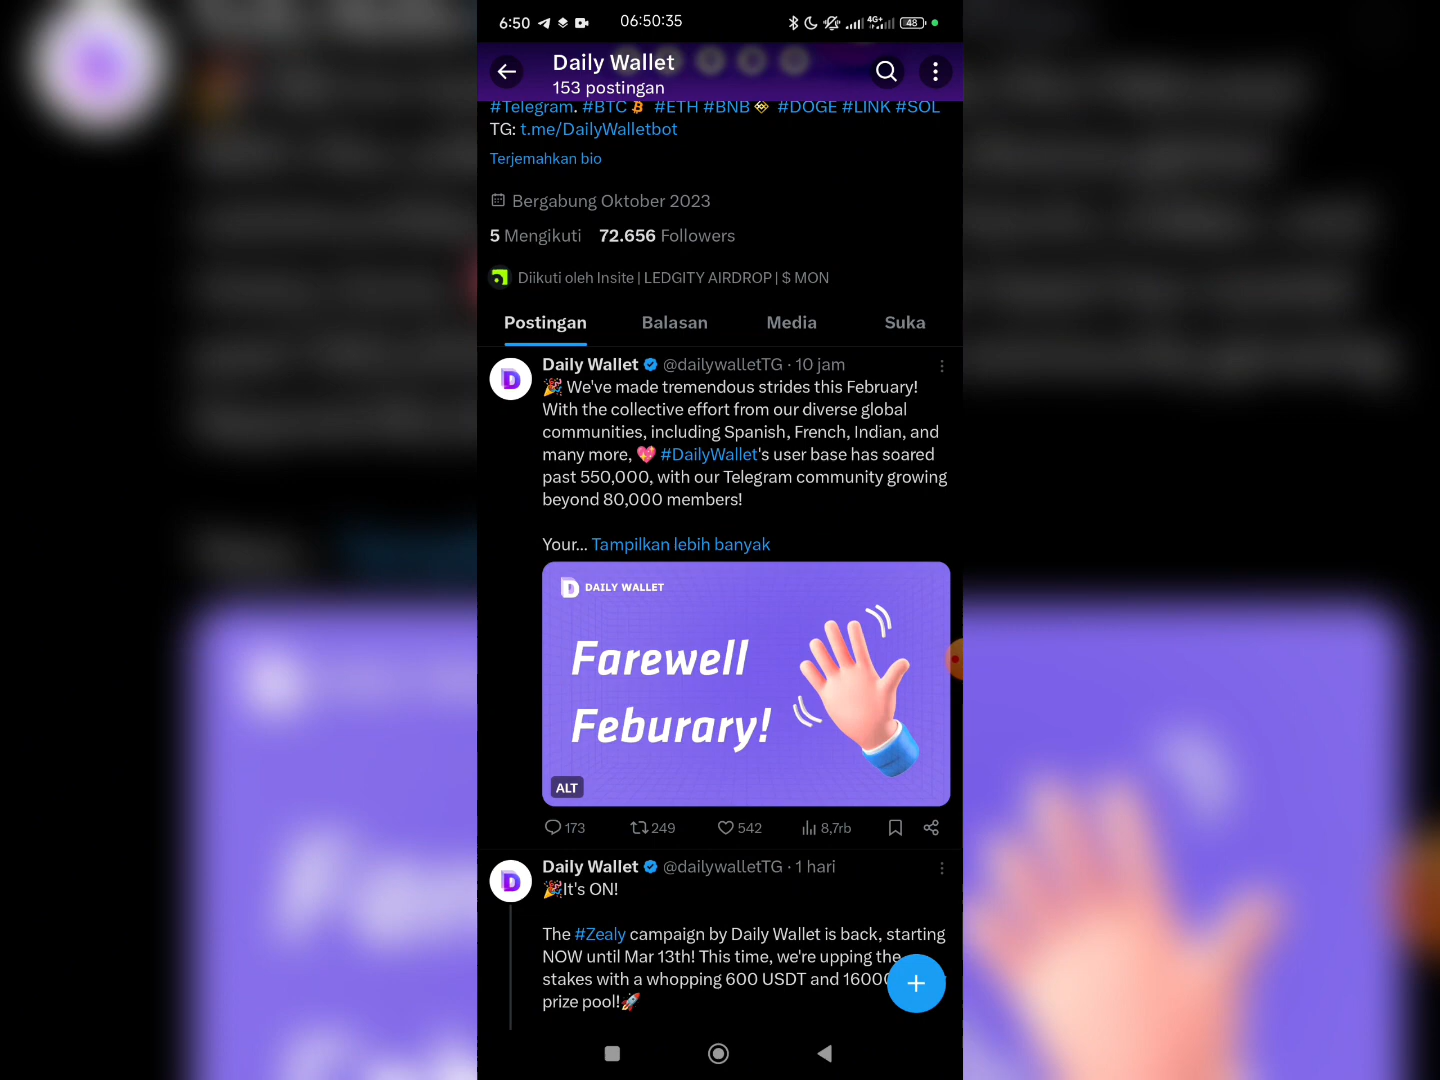 6:50 06:50:35 4G+ 48
Daily Wallet
153 postingan
#Telegram. #BTC #ETH #BNB #DOGE #LINK #SOL
TG: t.me/DailyWalletbot
Terjemahkan bio
Bergabung Oktober 2023
5 Mengikuti 72.656 Followers
Diikuti oleh Insite | LEDGITY AIRDROP | $ MON
Postingan Balasan Media Suka
Daily Wallet @dailywalletTG · 10 jam
🎉 We've made tremendous strides this February!
With the collective effort from our diverse global
communities, including Spanish, French, Indian, and
many more, 💖 #DailyWallet's user base has soared
past 550,000, with our Telegram community growing
beyond 80,000 members!
Your... Tampilkan lebih banyak
DAILY WALLET
Farewell
Feburary!
ALT
173 249 542 8,7rb
Daily Wallet @dailywalletTG · 1 hari
🎉It's ON!
The #Zealy campaign by Daily Wallet is back, starting
NOW until Mar 13th! This time, we're upping the
stakes with a whopping 600 USDT and 1600
prize pool!🚀